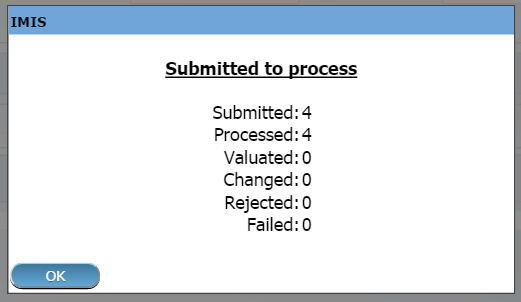 IMIS
Submitted to process
Submitted: 4
Processed: 4
Valuated: 0
Changed: 0
Rejected: 0
Failed: 0
OK